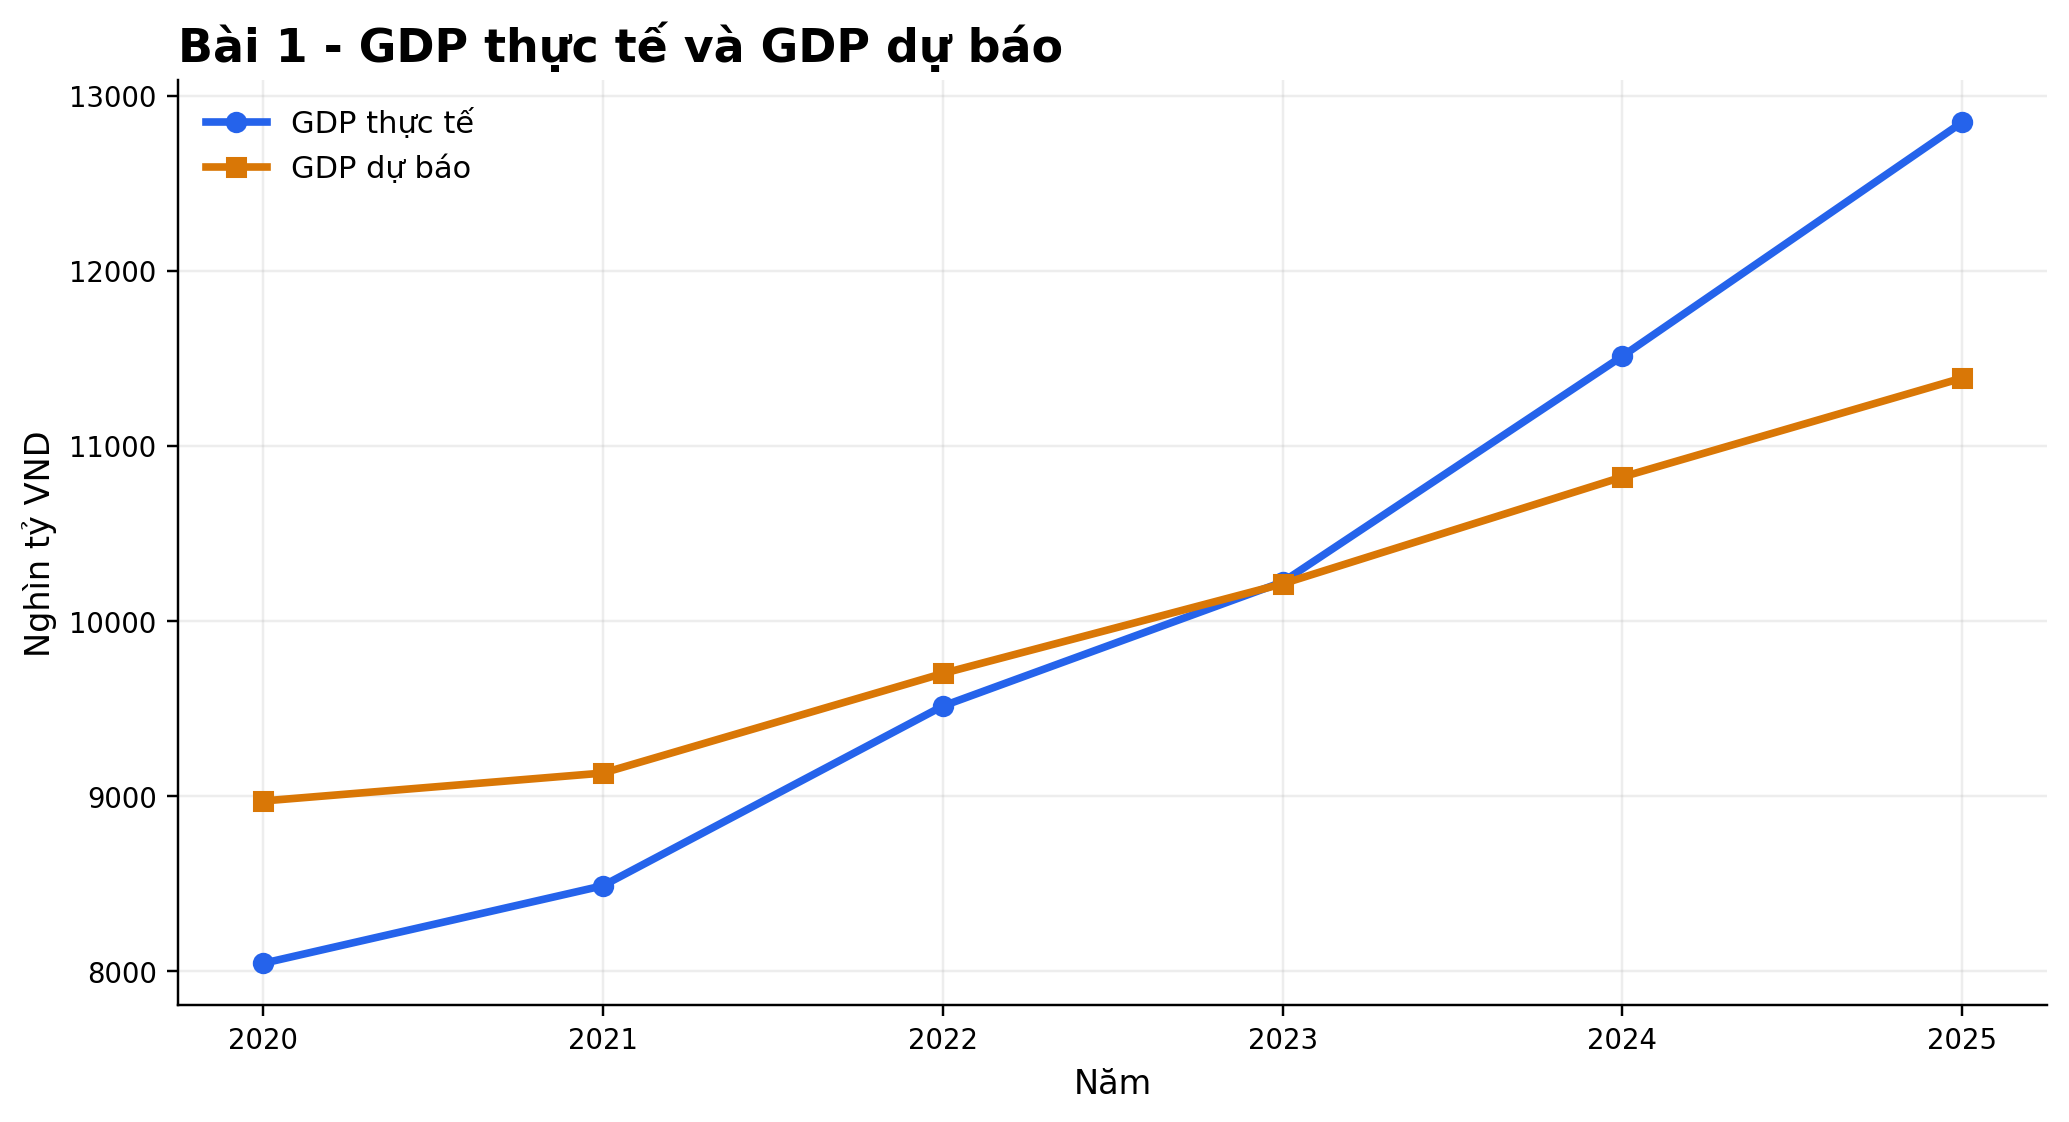 Bài 1 - GDP thực tế và GDP dự báo
GDP thực tế
GDP dự báo
Nghìn tỷ VND
13000
12000
11000
10000
9000
8000
2020 2021 2022 2023 2024 2025
Năm